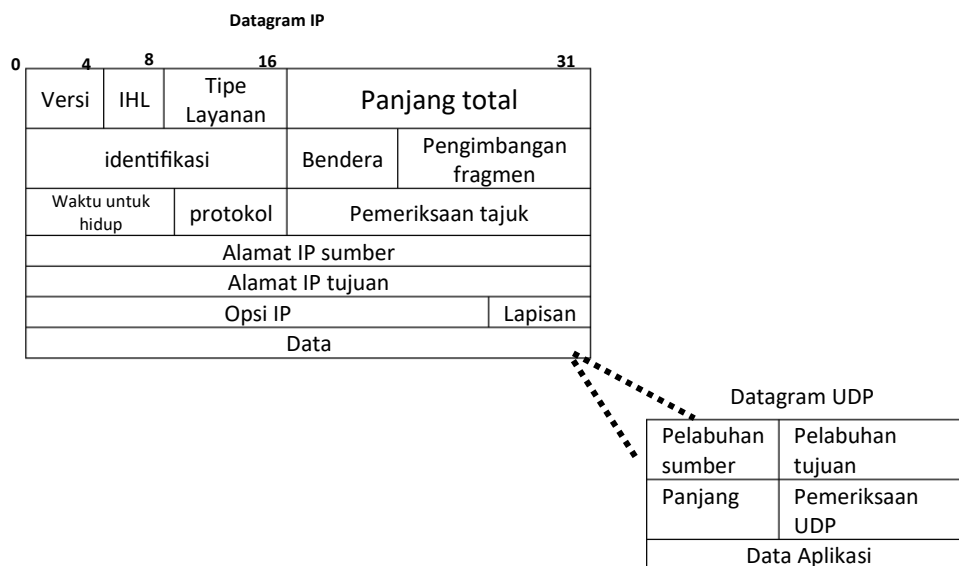 Datagram IP
0 4 8 16 31
Versi IHL Tipe Layanan Panjang total
identifikasi Bendera Pengimbangan fragmen
Waktu untuk hidup protokol Pemeriksaan tajuk
Alamat IP sumber
Alamat IP tujuan
Opsi IP Lapisan
Data
Datagram UDP
Pelabuhan sumber Pelabuhan tujuan
Panjang Pemeriksaan UDP
Data Aplikasi